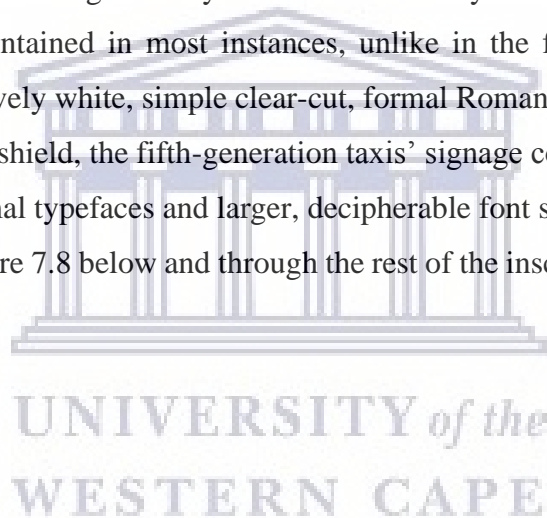 ntained in most instances, unlike in the f
vely white, simple clear-cut, formal Roman
shield, the fifth-generation taxis' signage c
nal typefaces and larger, decipherable font s
re 7.8 below and through the rest of the ins
UNIVERSITY of the
WESTERN CAPE